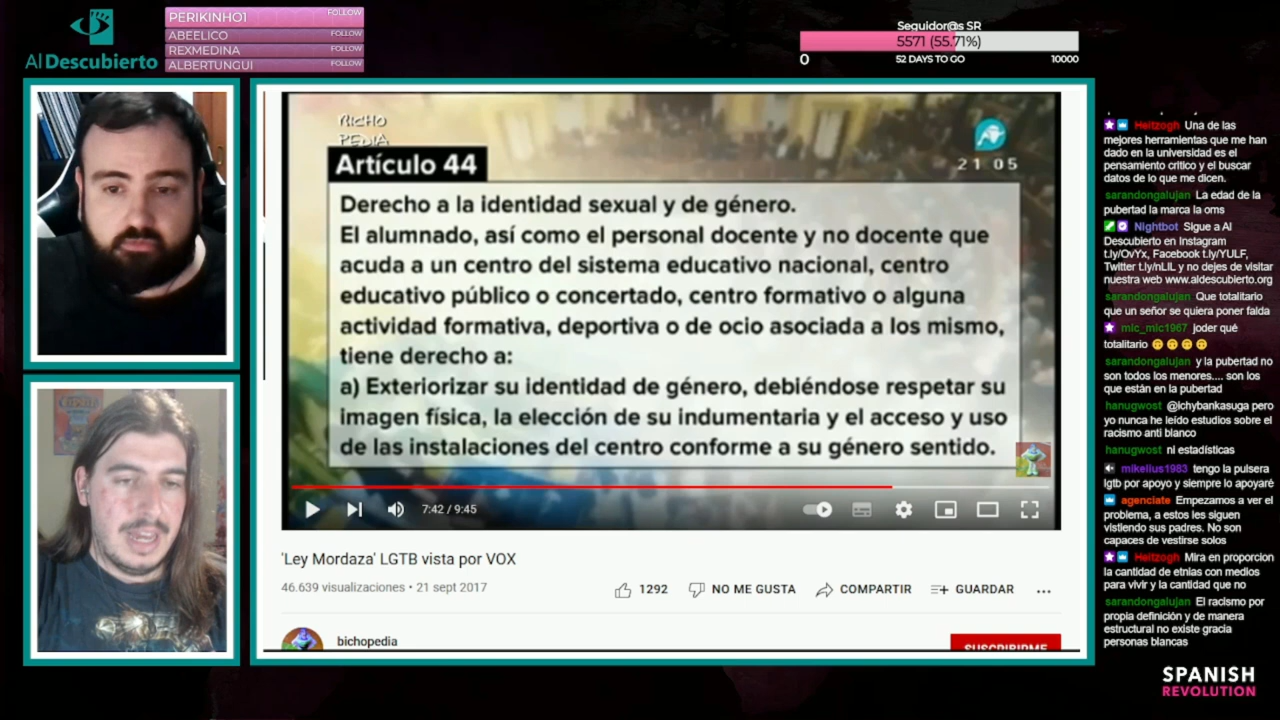 Al Descubierto
PERIKINHO1 FOLLOW
ABEELICO FOLLOW
REXMEDINA FOLLOW
ALBERTUNGUI FOLLOW
Seguidor@s SR
5571 (55.71%)
0 52 DAYS TO GO 10000
BICHO
PEDIA
21 05
Artículo 44
Derecho a la identidad sexual y de género.
El alumnado, así como el personal docente y no docente que
acuda a un centro del sistema educativo nacional, centro
educativo público o concertado, centro formativo o alguna
actividad formativa, deportiva o de ocio asociada a los mismo,
tiene derecho a:
a) Exteriorizar su identidad de género, debiéndose respetar su
imagen física, la elección de su indumentaria y el acceso y uso
de las instalaciones del centro conforme a su género sentido.
7:42 / 9:45
'Ley Mordaza' LGTB vista por VOX
46.639 visualizaciones • 21 sept 2017
1292 NO ME GUSTA COMPARTIR GUARDAR ...
bichopedia
SUSCRIBIRME
Heitzogh Una de las
mejores herramientas que me han
dado en la universidad es el
pensamiento critico y el buscar
datos de lo que me dicen.
sarandongalujan La edad de la
pubertad la marca la oms
Nightbot Sigue a Al
Descubierto en Instagram
t.ly/OvYx, Facebook t.ly/YULF,
Twitter t.ly/nLIL y no dejes de visitar
nuestra web www.aldescubierto.org
sarandongalujan Que totalitario
que un señor se quiera poner falda
mic_mic1967 joder qué
totalitario
sarandongalujan y la pubertad no
son todos los menores.... son los
que están en la pubertad
hanugwost @ichybankasuga pero
yo nunca he leído estudios sobre el
racismo anti blanco
hanugwost ni estadísticas
mikelius1983 tengo la pulsera
lgtb por apoyo y siempre lo apoyaré
agenciate Empezamos a ver el
problema, a estos les siguen
vistiendo sus padres. No son
capaces de vestirse solos
Heitzogh Mira en proporcion
la cantidad de etnias con medios
para vivir y la cantidad que no
sarandongalujan El racismo por
propia definición y de manera
estructural no existe gracia
personas blancas
SPANISH
REVOLUTION